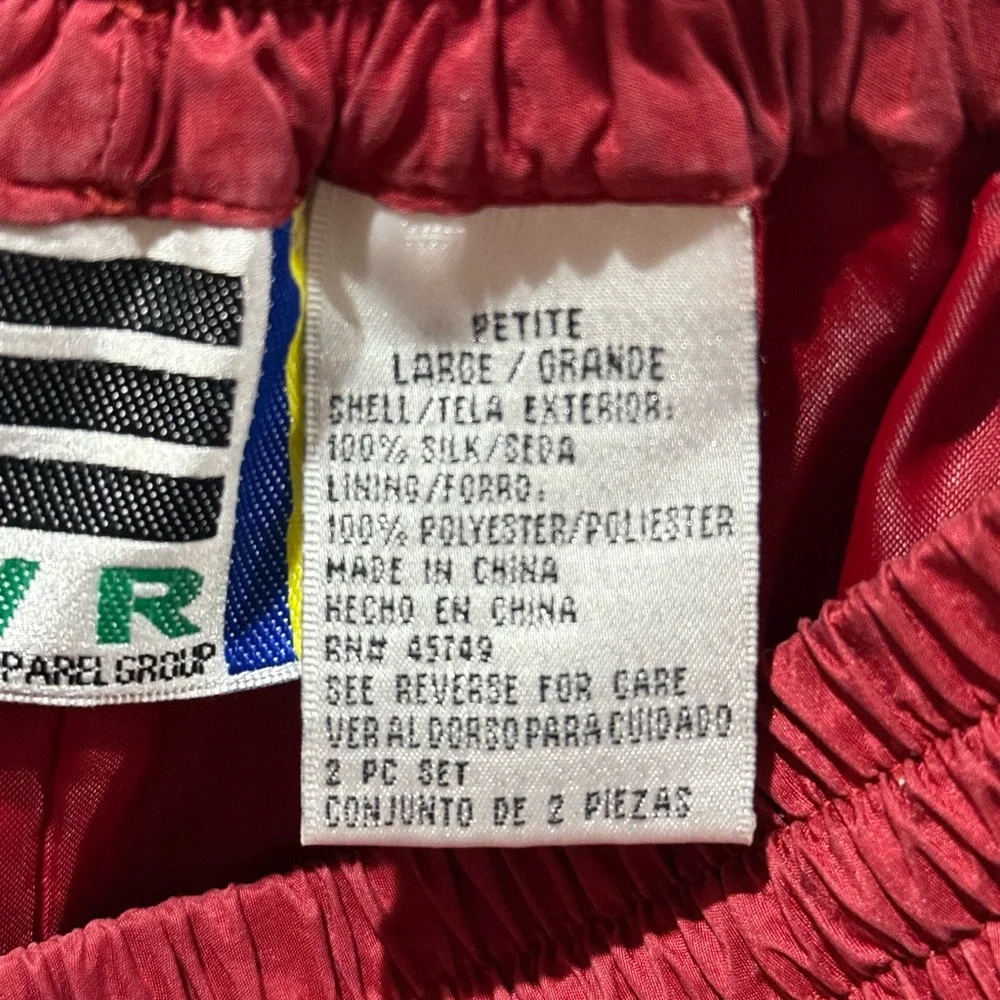 R
PAREL GROUP
PETITE
LARGE / GRANDE
SHELL/TELA EXTERIOR:
100% SILK/SEDA
LINING/FORRO:
100% POLYESTER/POLIESTER
MADE IN CHINA
HECHO EN CHINA
RN# 45749
SEE REVERSE FOR CARE
VER AL DORSO PARA CUIDADO
2 PC SET
CONJUNTO DE 2 PIEZAS